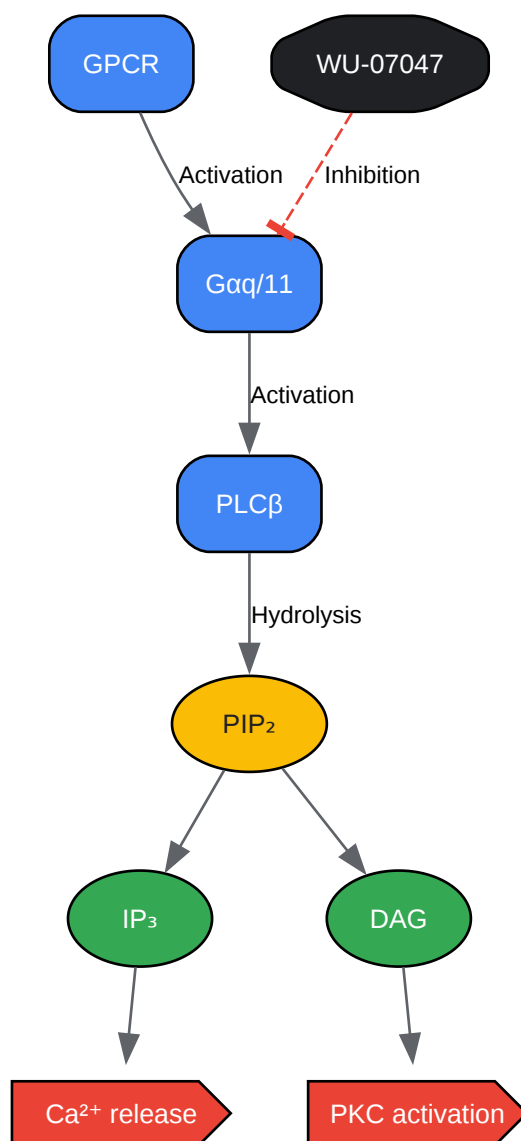 GPCR
WU-07047
Activation
Inhibition
Gαq/11
Activation
PLCβ
Hydrolysis
PIP₂
IP₃
DAG
Ca²⁺ release
PKC activation